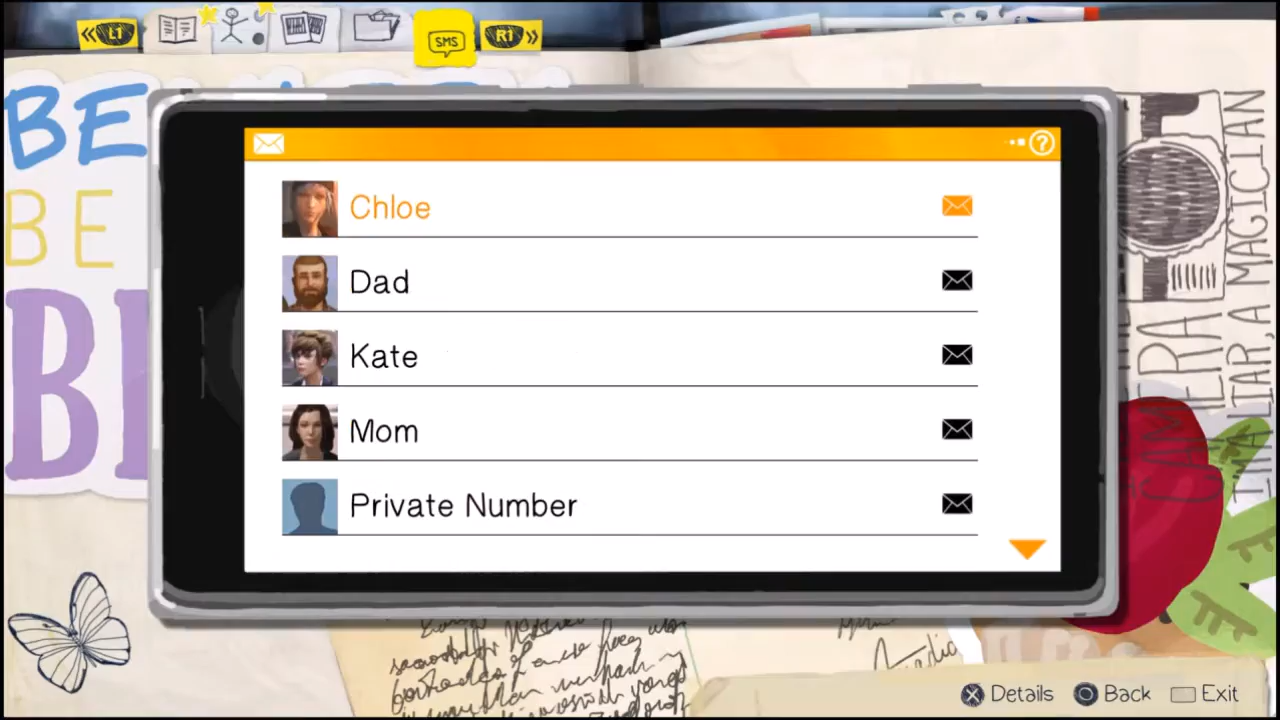 L1
SMS
R1
BE
BE
?
Chloe
Dad
Kate
Mom
Private Number
CAMERA
I'M A LIAR, A MAGICIAN
Details
Back
Exit